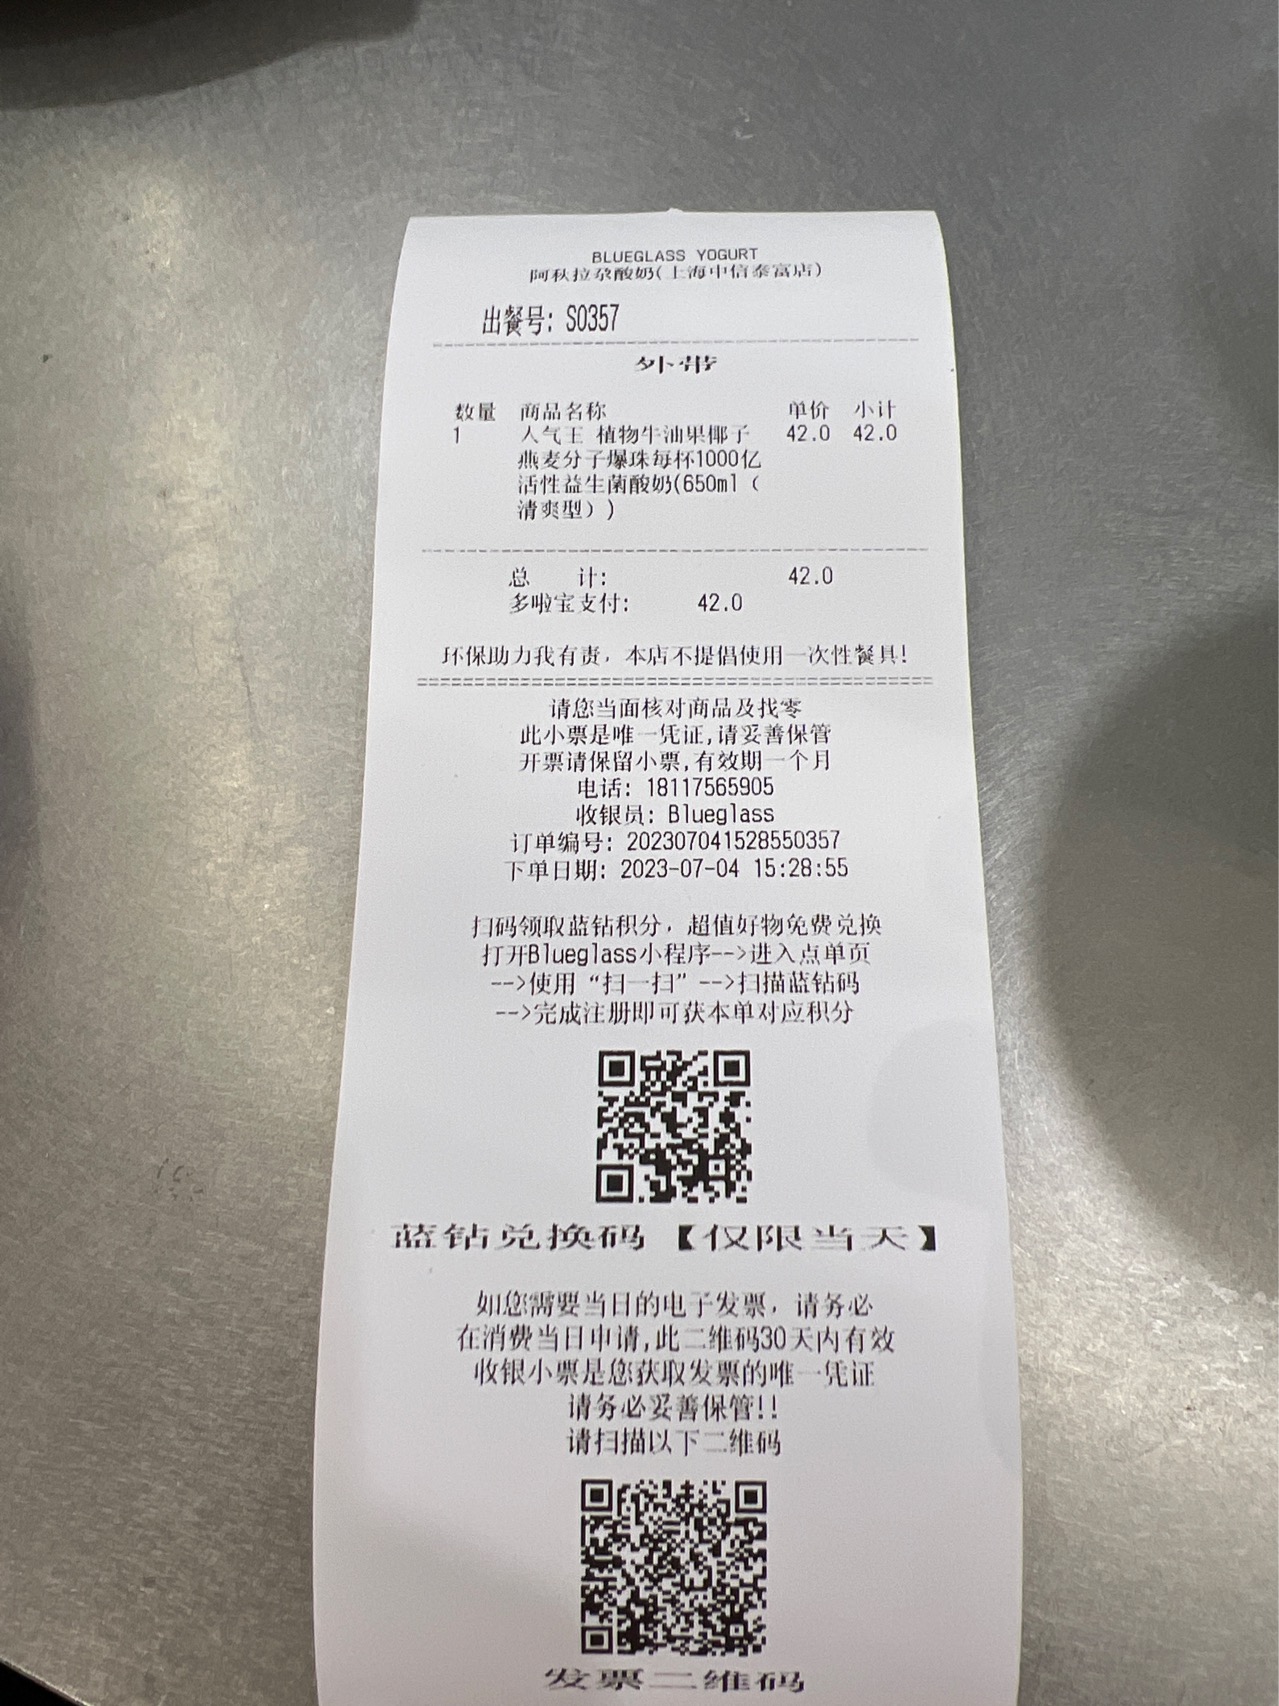 BLUEGLASS YOGURT
阿秋拉尕酸奶(上海中信泰富店)
出餐号: S0357
外带
数量 商品名称 单价 小计
1 人气王 植物牛油果椰子 42.0 42.0
燕麦分子爆珠每杯1000亿
活性益生菌酸奶(650ml（
清爽型）)
总 计: 42.0
多啦宝支付: 42.0
环保助力我有责，本店不提倡使用一次性餐具!
请您当面核对商品及找零
此小票是唯一凭证,请妥善保管
开票请保留小票,有效期一个月
电话: 18117565905
收银员: Blueglass
订单编号: 202307041528550357
下单日期: 2023-07-04 15:28:55
扫码领取蓝钻积分，超值好物免费兑换
打开Blueglass小程序-->进入点单页
-->使用“扫一扫”-->扫描蓝钻码
-->完成注册即可获本单对应积分
蓝钻兑换码【仅限当天】
如您需要当日的电子发票，请务必
在消费当日申请,此二维码30天内有效
收银小票是您获取发票的唯一凭证
请务必妥善保管!!
请扫描以下二维码
发票二维码